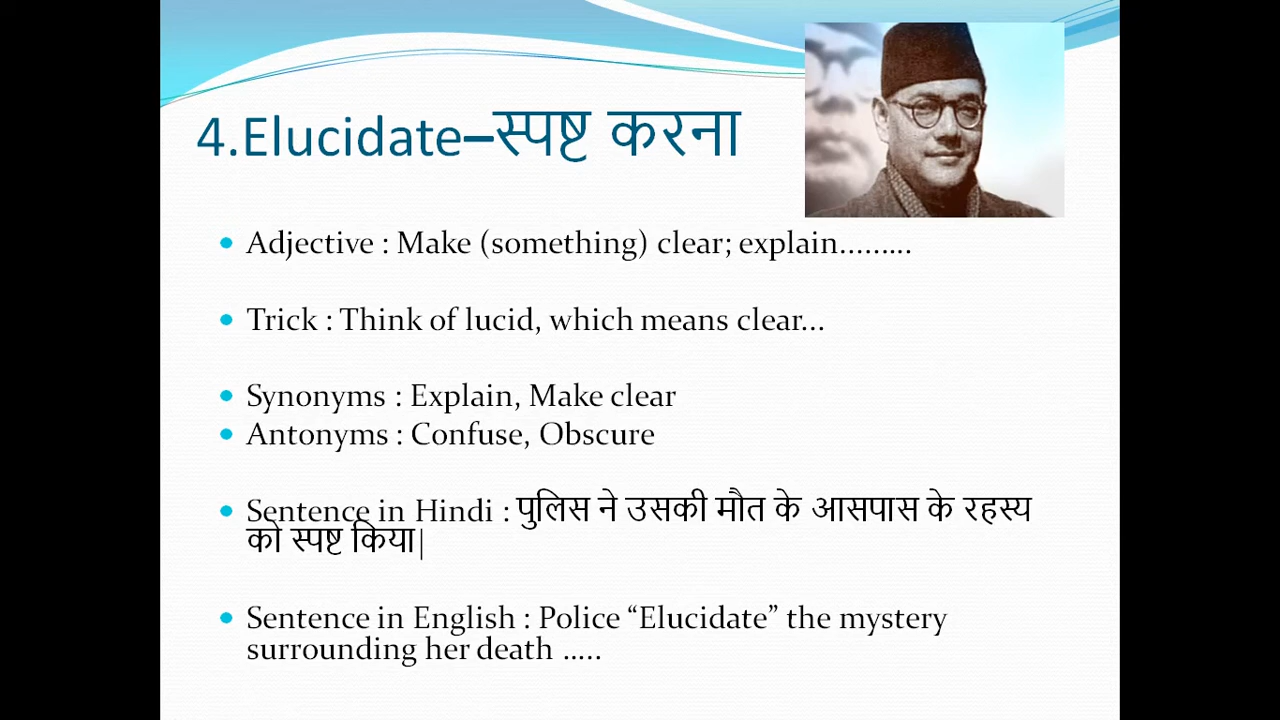 4.Elucidate–स्पष्ट करना
Adjective : Make (something) clear; explain.........
Trick : Think of lucid, which means clear...
Synonyms : Explain, Make clear
Antonyms : Confuse, Obscure
Sentence in Hindi : पुलिस ने उसकी मौत के आसपास के रहस्य
को स्पष्ट किया|
Sentence in English : Police “Elucidate” the mystery
surrounding her death .....